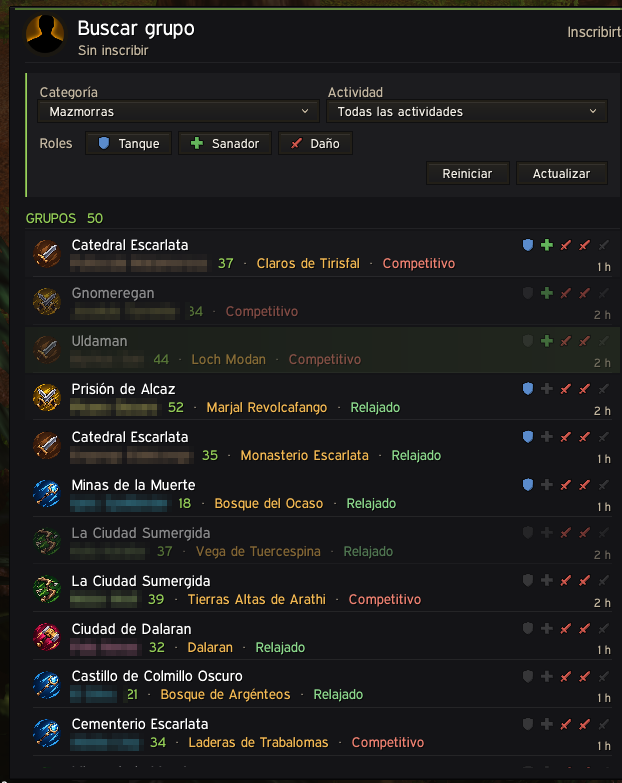 Buscar grupo
Inscribirt
Sin inscribir
Categoría
Actividad
Mazmorras
Todas las actividades
Roles
Tanque
Sanador
Daño
Reiniciar
Actualizar
GRUPOS 50
Catedral Escarlata
37 · Claros de Tirisfal · Competitivo
1 h
Gnomeregan
34 · Competitivo
2 h
Uldaman
44 · Loch Modan · Competitivo
2 h
Prisión de Alcaz
52 · Marjal Revolcafango · Relajado
2 h
Catedral Escarlata
35 · Monasterio Escarlata · Relajado
1 h
Minas de la Muerte
18 · Bosque del Ocaso · Relajado
1 h
La Ciudad Sumergida
37 · Vega de Tuercespina · Relajado
2 h
La Ciudad Sumergida
39 · Tierras Altas de Arathi · Competitivo
2 h
Ciudad de Dalaran
32 · Dalaran · Relajado
1 h
Castillo de Colmillo Oscuro
21 · Bosque de Argénteos · Relajado
1 h
Cementerio Escarlata
34 · Laderas de Trabalomas · Competitivo
1 h